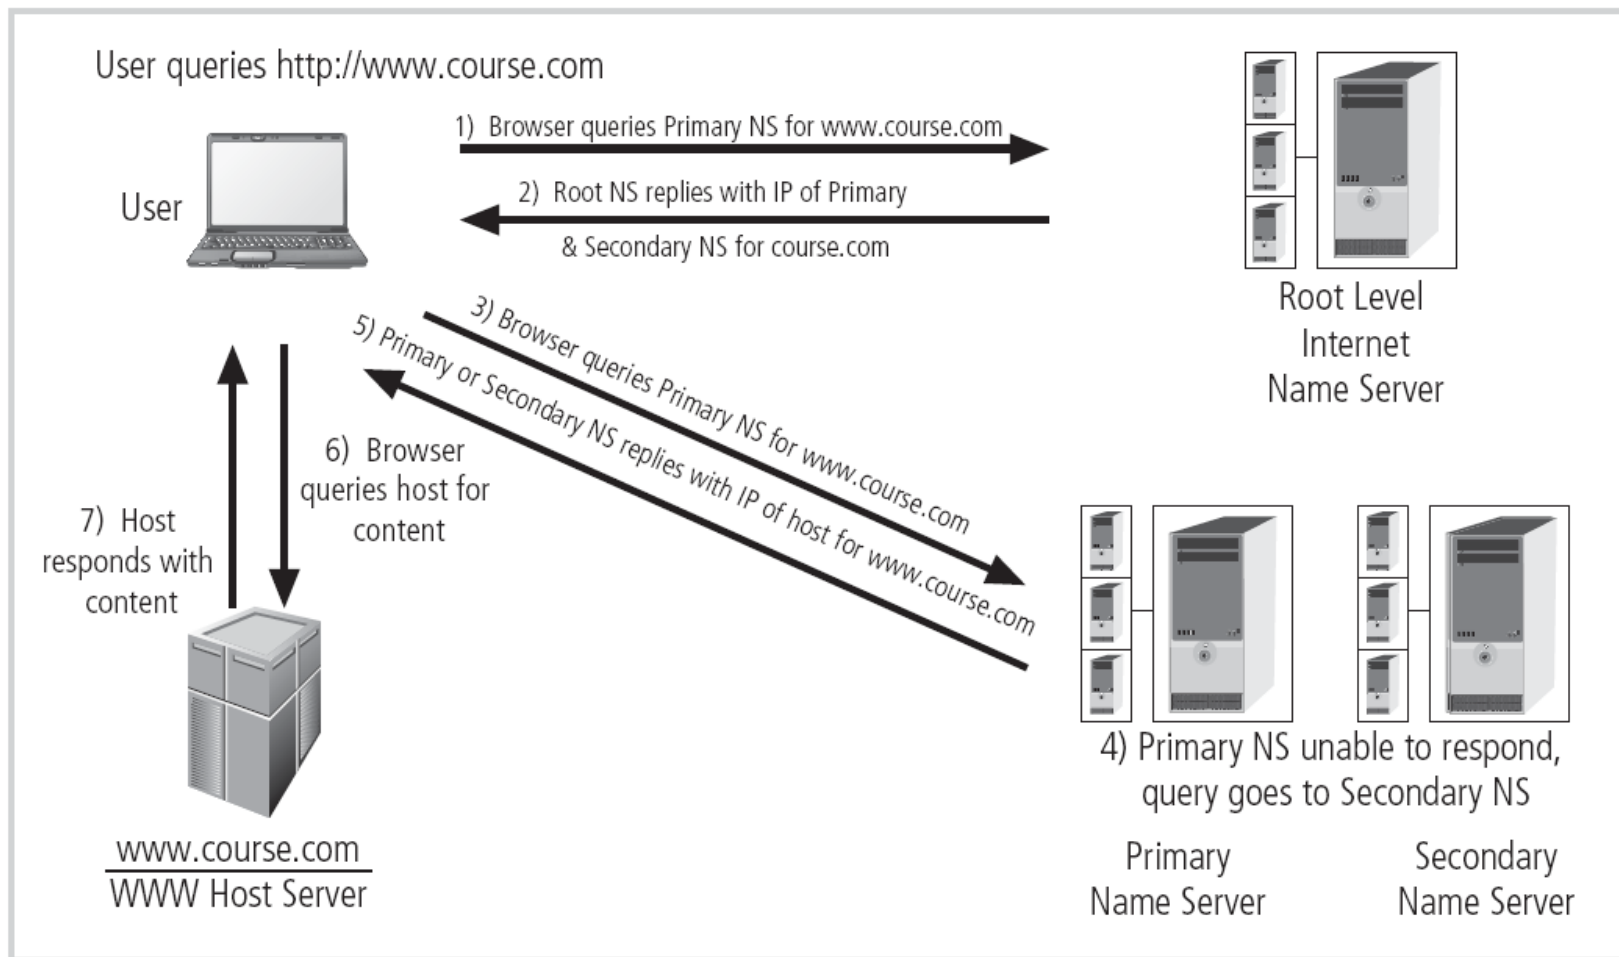 User queries http://www.course.com
1) Browser queries Primary NS for www.course.com
2) Root NS replies with IP of Primary
& Secondary NS for course.com
User
Root Level
Internet
Name Server
3) Browser queries Primary NS for www.course.com
5) Primary or Secondary NS replies with IP of host for www.course.com
6) Browser
queries host for
content
7) Host
responds with
content
4) Primary NS unable to respond,
query goes to Secondary NS
Primary
Name Server
Secondary
Name Server
www.course.com
WWW Host Server